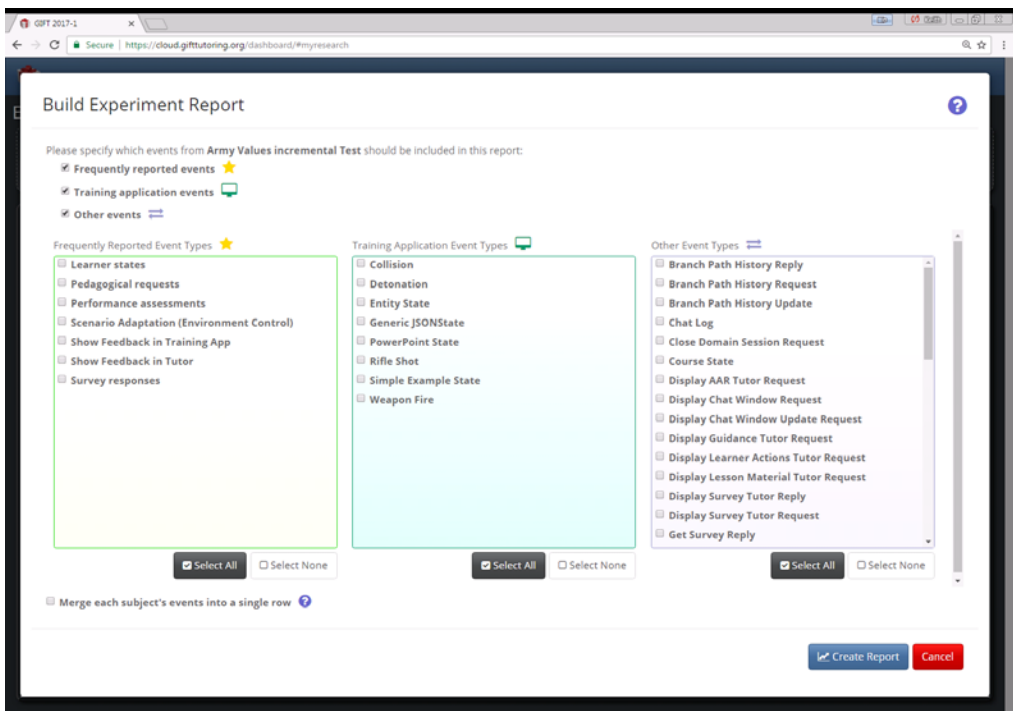 GIFT 2017-1
Secure | https://cloud.gifttutoring.org/dashboard/#myresearch
Build Experiment Report
Please specify which events from Army Values incremental Test should be included in this report:
Frequently reported events
Training application events
Other events
Frequently Reported Event Types
Learner states
Pedagogical requests
Performance assessments
Scenario Adaptation (Environment Control)
Show Feedback in Training App
Show Feedback in Tutor
Survey responses
Select All
Select None
Training Application Event Types
Collision
Detonation
Entity State
Generic JSONState
PowerPoint State
Rifle Shot
Simple Example State
Weapon Fire
Select All
Select None
Other Event Types
Branch Path History Reply
Branch Path History Request
Branch Path History Update
Chat Log
Close Domain Session Request
Course State
Display AAR Tutor Request
Display Chat Window Request
Display Chat Window Update Request
Display Guidance Tutor Request
Display Learner Actions Tutor Request
Display Lesson Material Tutor Request
Display Survey Tutor Reply
Display Survey Tutor Request
Get Survey Reply
Select All
Select None
Merge each subject's events into a single row
Create Report
Cancel